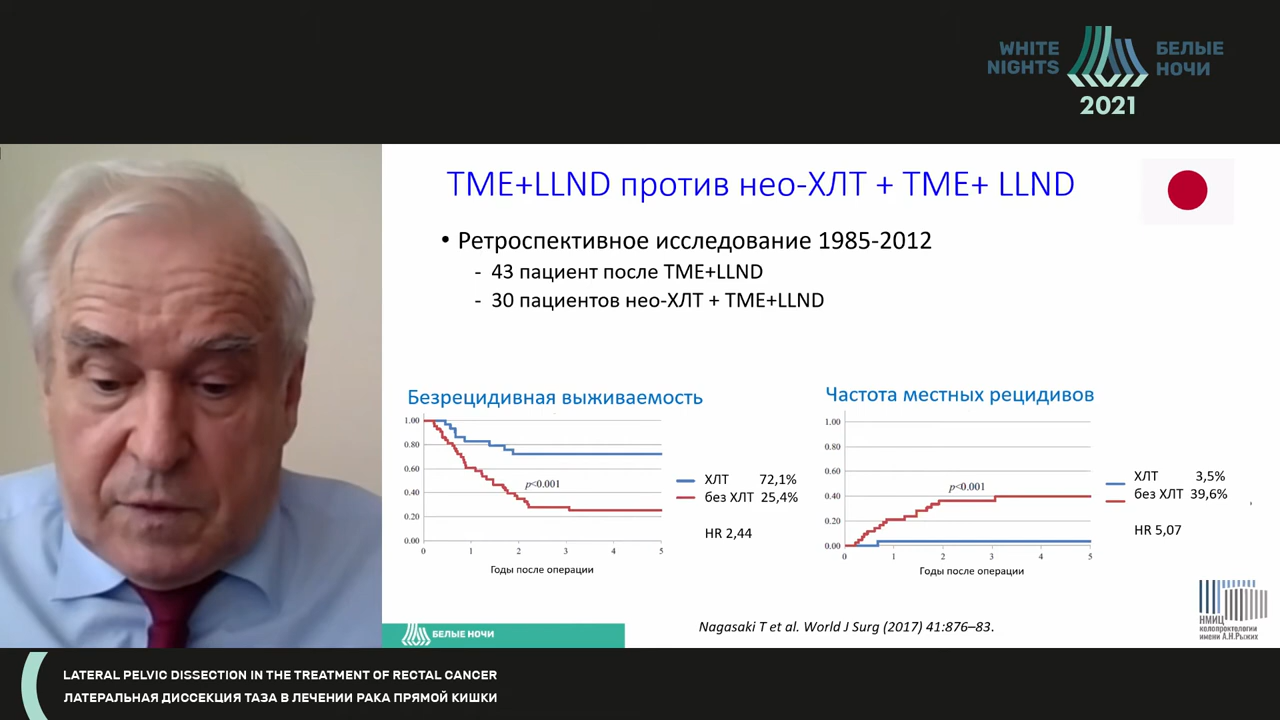 WHITE NIGHTS
БЕЛЫЕ НОЧИ
2021
TME+LLND против нео-ХЛТ + TME+ LLND
• Ретроспективное исследование 1985-2012
- 43 пациент после TME+LLND
- 30 пациентов нео-ХЛТ + TME+LLND
Безрецидивная выживаемость
1.00
0.80
0.60
0.40
0.20
0.00
p<0.001
0 1 2 3 4 5
Годы после операции
ХЛТ 72,1%
без ХЛТ 25,4%
HR 2,44
Частота местных рецидивов
1.00
0.80
0.60
0.40
0.20
0.00
p<0.001
0 1 2 3 4 5
Годы после операции
ХЛТ 3,5%
без ХЛТ 39,6%
HR 5,07
Nagasaki T et al. World J Surg (2017) 41:876–83.
НМИЦ
колопроктологии
имени А.Н.Рыжих
БЕЛЫЕ НОЧИ
LATERAL PELVIC DISSECTION IN THE TREATMENT OF RECTAL CANCER
ЛАТЕРАЛЬНАЯ ДИССЕКЦИЯ ТАЗА В ЛЕЧЕНИИ РАКА ПРЯМОЙ КИШКИ